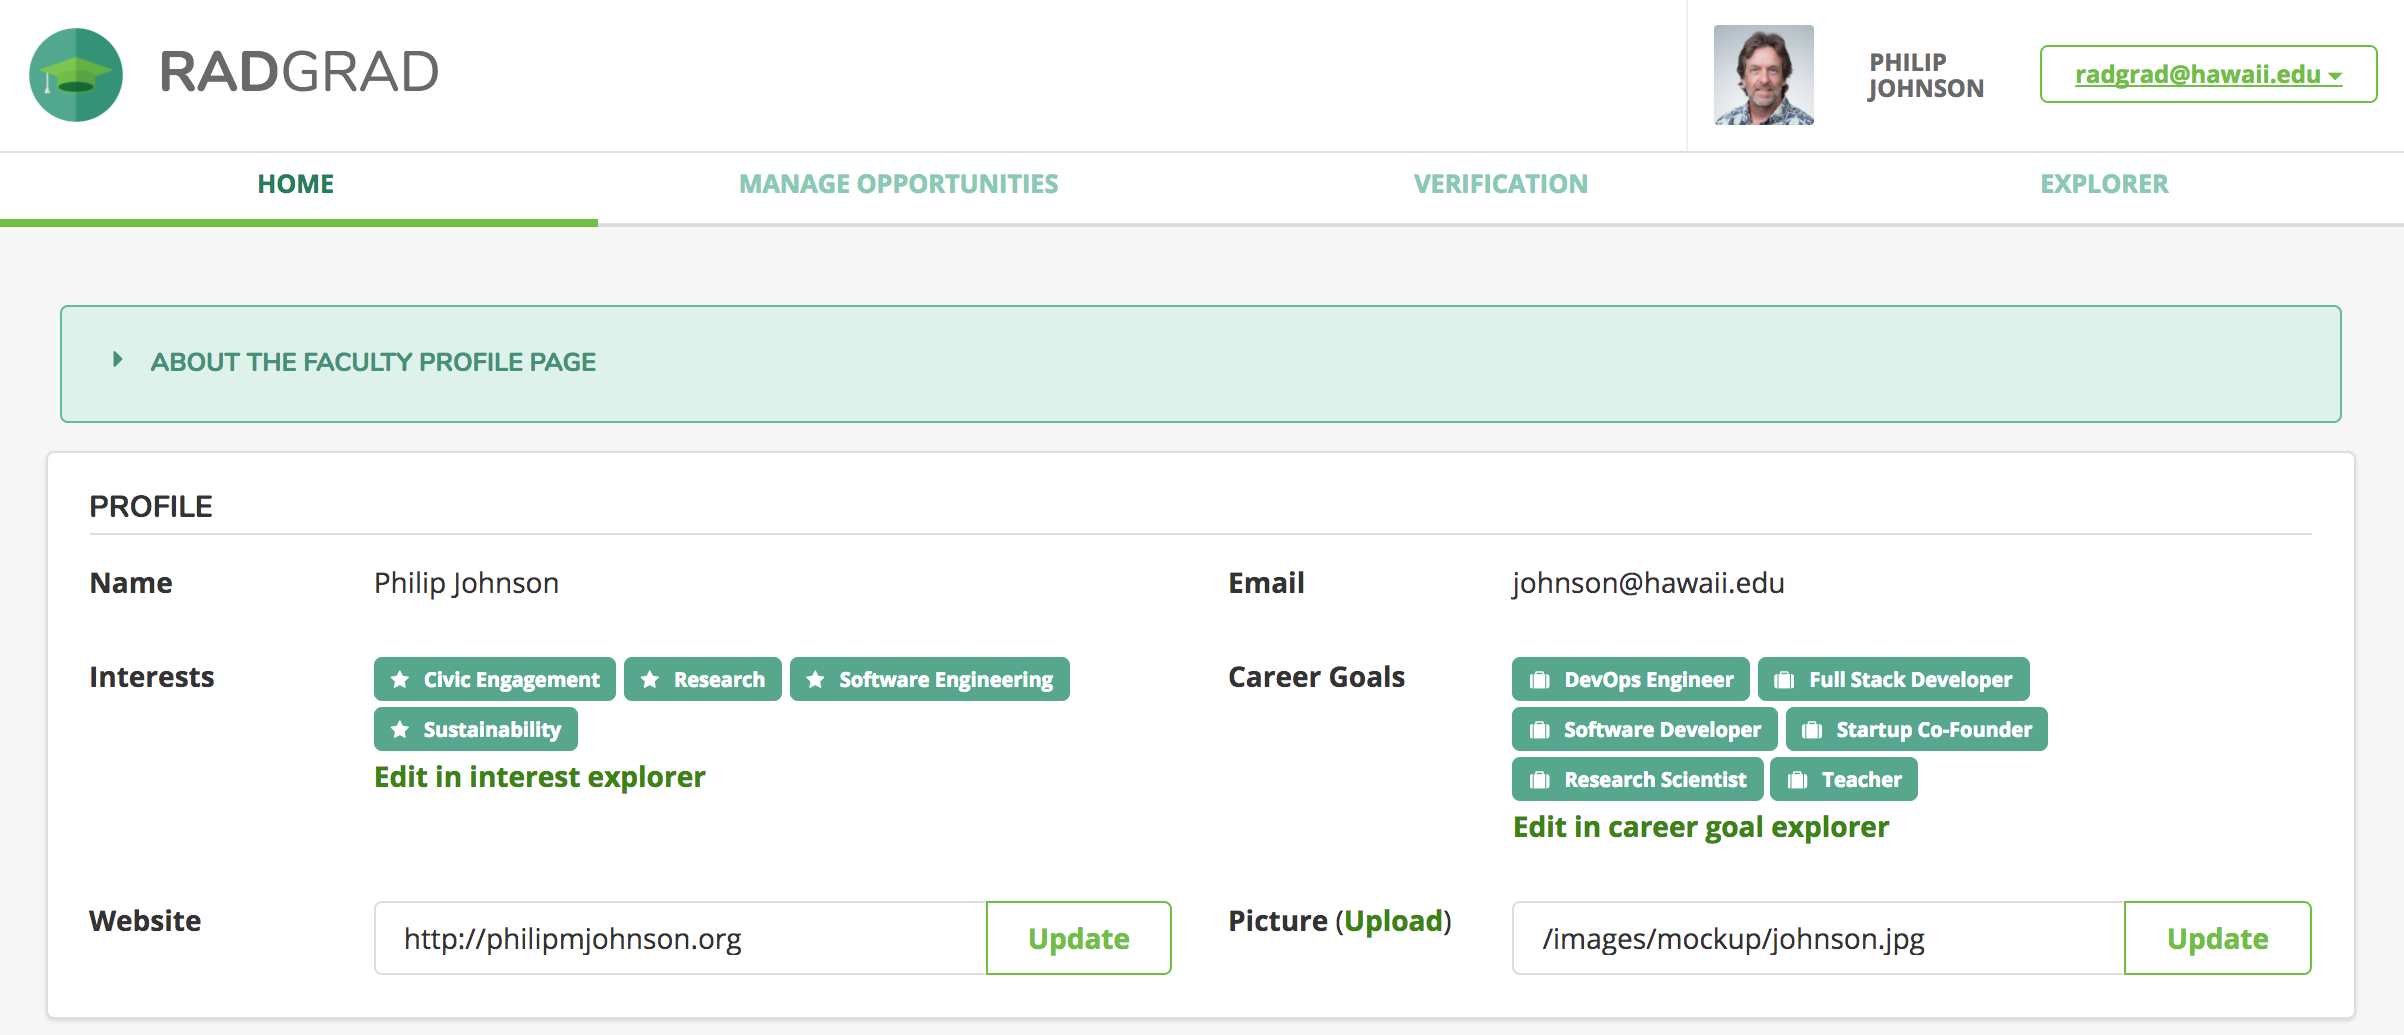 RADGRAD
PHILIP
JOHNSON
radgrad@hawaii.edu
HOME MANAGE OPPORTUNITIES VERIFICATION EXPLORER
ABOUT THE FACULTY PROFILE PAGE
PROFILE
Name Philip Johnson Email johnson@hawaii.edu
Interests Civic Engagement Research Software Engineering Career Goals DevOps Engineer Full Stack Developer
Sustainability Software Developer Startup Co-Founder
Edit in interest explorer Research Scientist Teacher
Edit in career goal explorer
Website http://philipmjohnson.org Update Picture (Upload) /images/mockup/johnson.jpg Update